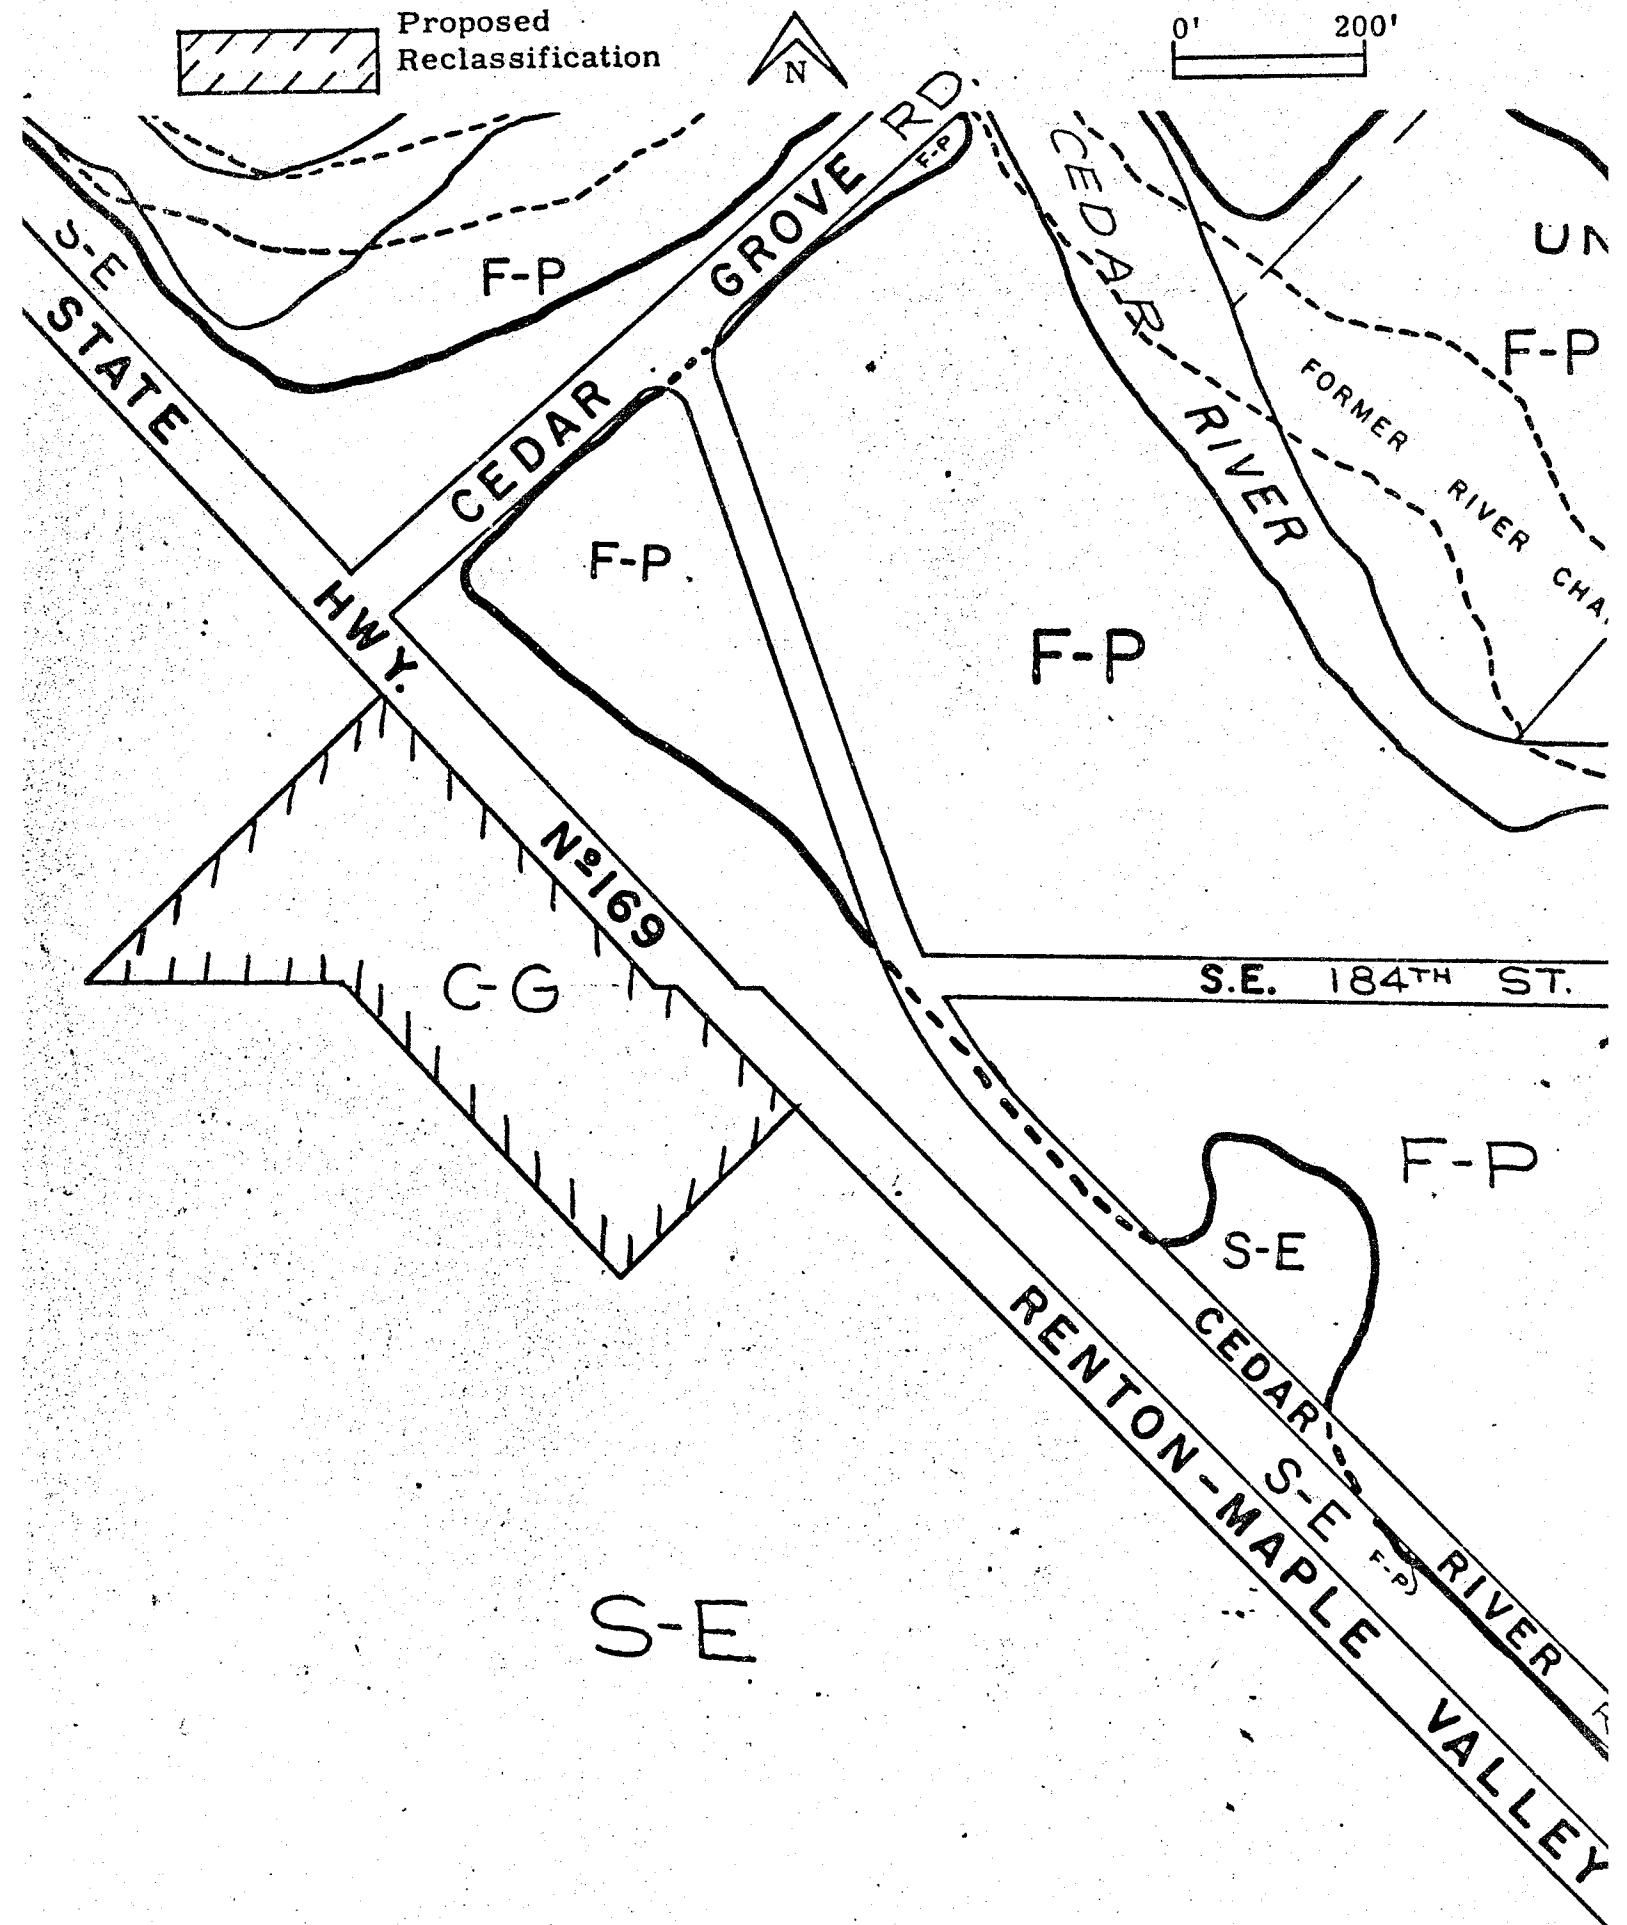 Proposed
Reclassification
N
0' 200'
CEDAR GROVE RD.
F-P
CEDAR RIVER
S-E
STATE HWY. Nº169
F-P
F-P
FORMER RIVER
F-P
F-P
C-G
S.E. 184TH ST.
F-P
S-E
CEDAR RIVER
S-E
F-P
RENTON-MAPLE VALLEY
S-E